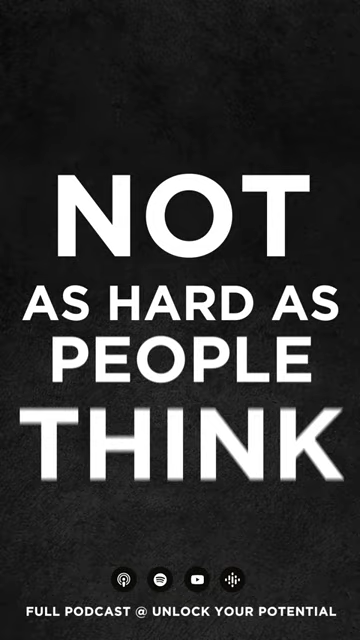 NOT
AS HARD AS
PEOPLE
THINK
FULL PODCAST @ UNLOCK YOUR POTENTIAL